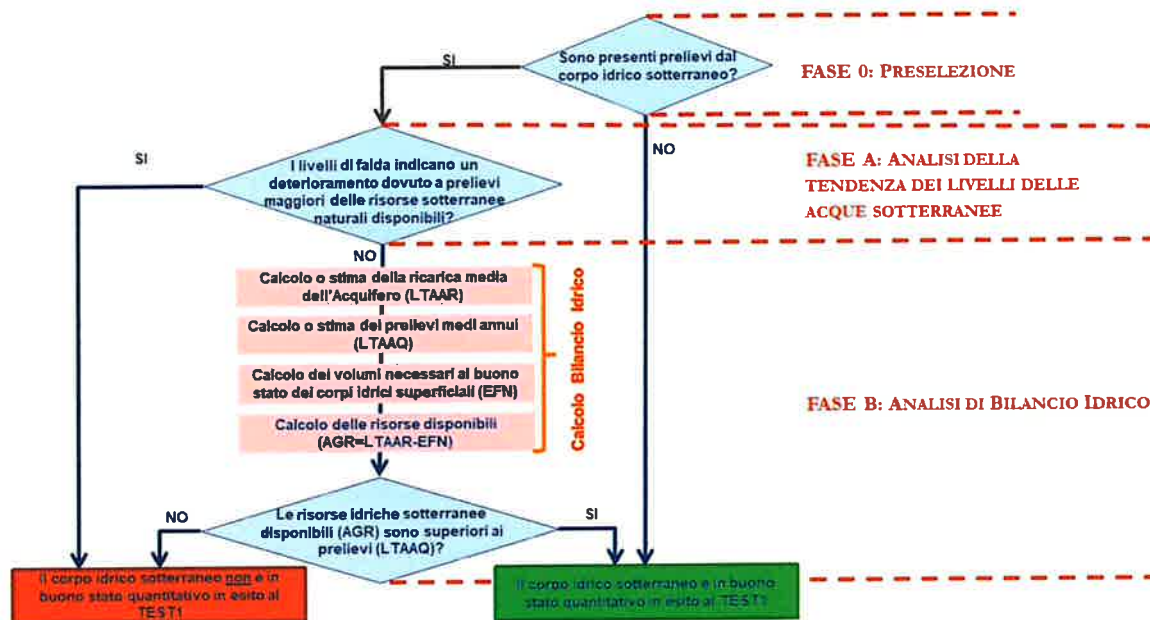 Sono presenti prelievi dal
corpo idrico sotterraneo?
SI
FASE 0: PRESELEZIONE
NO
SI
I livelli di falda indicano un
deterioramento dovuto a prelievi
maggiori delle risorse sotterranee
naturali disponibili?
FASE A: ANALISI DELLA
TENDENZA DEI LIVELLI DELLE
ACQUE SOTTERRANEE
NO
Calcolo o stima della ricarica media
dell'Acquifero (LTAAR)
Calcolo o stima dei prelievi medi annui
(LTAAQ)
Calcolo dei volumi necessari al buono
stato dei corpi idrici superficiali (EFN)
Calcolo delle risorse disponibili
(AGR=LTAAR-EFN)
Calcolo Bilancio Idrico
FASE B: ANALISI DI BILANCIO IDRICO
NO
Le risorse idriche sotterranee
disponibili (AGR) sono superiori ai
prelievi (LTAAQ)?
SI
Il corpo idrico sotterraneo non è in
buono stato quantitativo in esito al
TEST1
Il corpo idrico sotterraneo è in buono
stato quantitativo in esito al TEST1